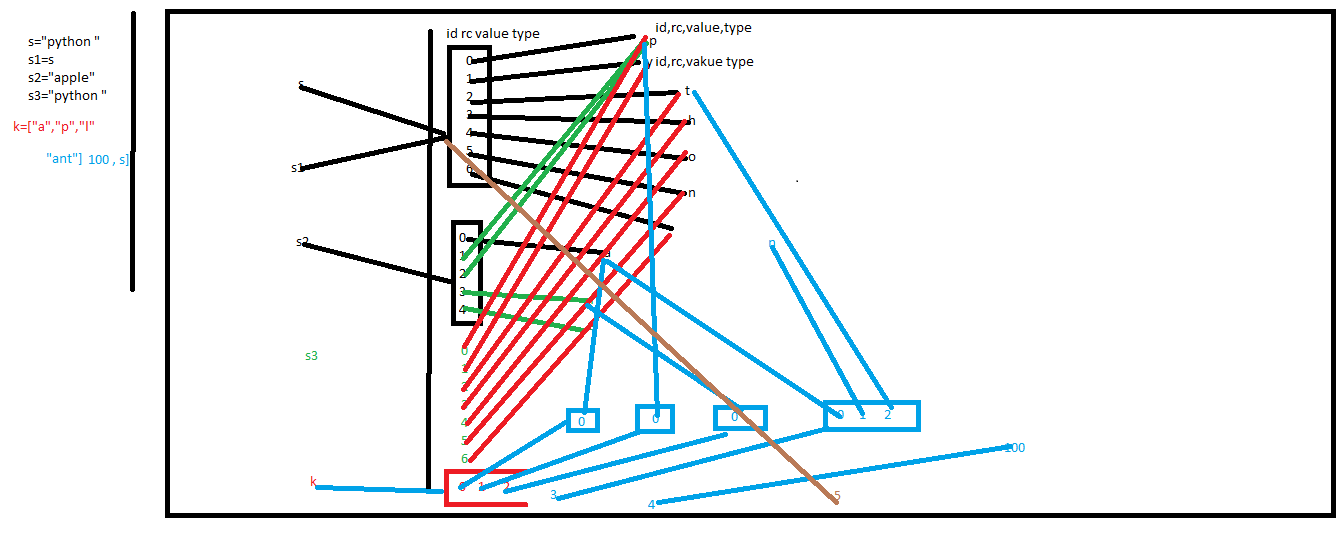 s="python "
s1=s
s2="apple"
s3="python "
k=["a","p","l"
"ant"] 100 , s]
id rc value type
id,rc,value,type
0
p
1
y id,rc,vakue type
2
t
3
h
4
o
5
n
6
s
s1
s2
0
a
1
2
3
4
n
s3
0
1
2
3
4
5
6
0
0
0
0 1 2
k
0 1 2
3
4
5
100